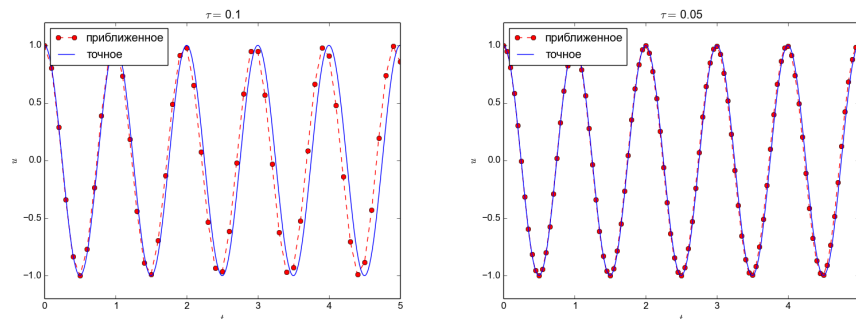 τ = 0.1
1.0
0.5
0.0
−0.5
−1.0
u
приближенное
точное
0 1 2 3 4 5
t
τ = 0.05
1.0
0.5
0.0
−0.5
−1.0
u
приближенное
точное
0 1 2 3 4